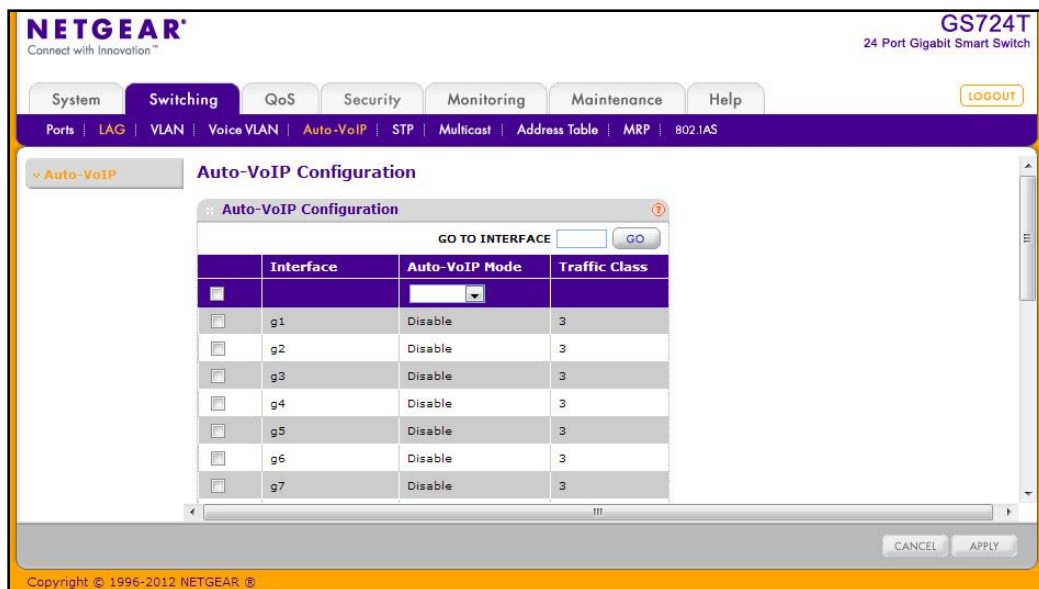 NETGEAR®
GS724T
Connect with Innovation™
24 Port Gigabit Smart Switch
System Switching QoS Security Monitoring Maintenance Help LOGOUT
Ports LAG VLAN Voice VLAN Auto-VoIP STP Multicast Address Table MRP 802.1AS
Auto-VoIP
Auto-VoIP Configuration
Auto-VoIP Configuration ?
GO TO INTERFACE GO
Interface Auto-VoIP Mode Traffic Class
g1 Disable 3
g2 Disable 3
g3 Disable 3
g4 Disable 3
g5 Disable 3
g6 Disable 3
g7 Disable 3
CANCEL APPLY
Copyright © 1996-2012 NETGEAR ®